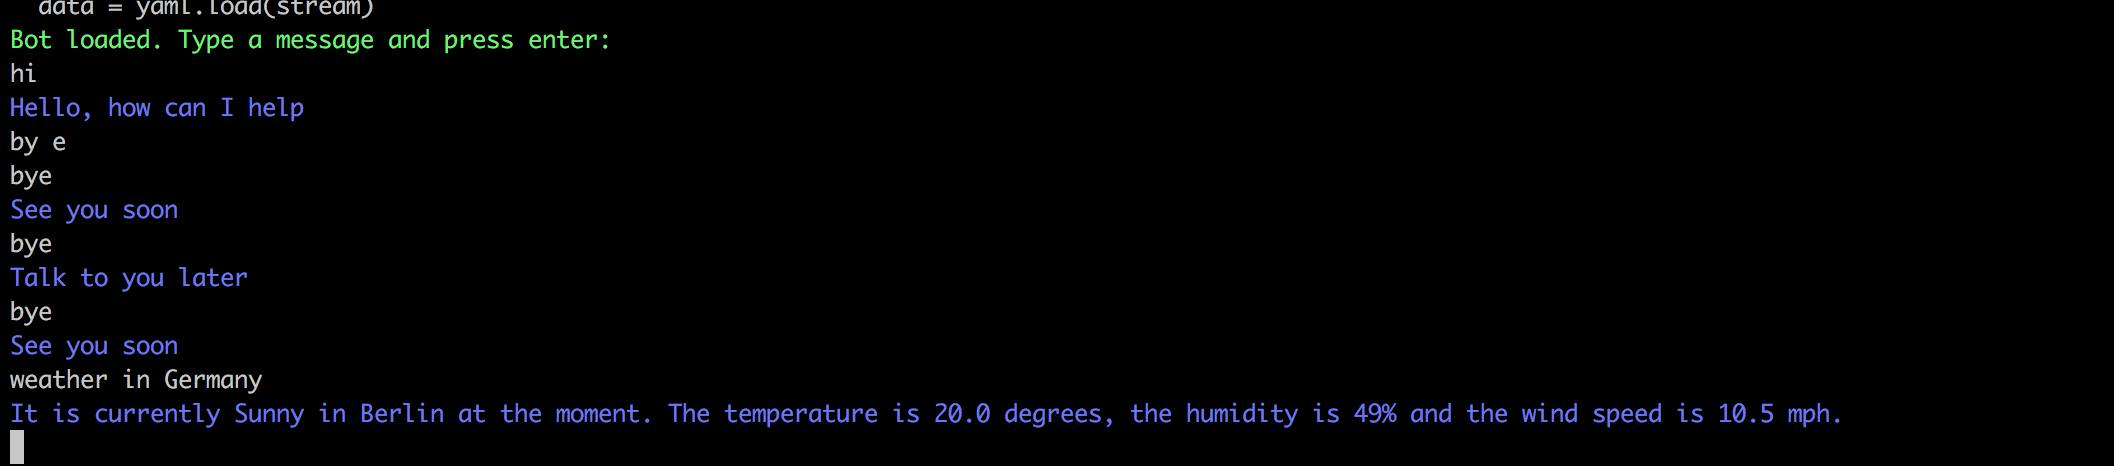 data = yaml.load(stream)
Bot loaded. Type a message and press enter:
hi
Hello, how can I help
by e
bye
See you soon
bye
Talk to you later
bye
See you soon
weather in Germany
It is currently Sunny in Berlin at the moment. The temperature is 20.0 degrees, the humidity is 49% and the wind speed is 10.5 mph.